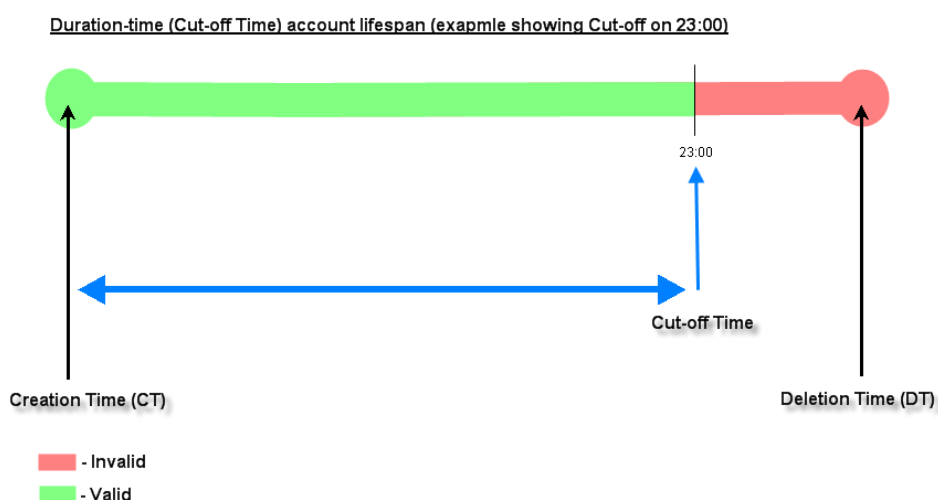 Duration-time (Cut-off Time) account lifespan (exapmle showing Cut-off on 23:00)
23:00
Cut-off Time
Creation Time (CT)
Deletion Time (DT)
- Invalid
- Valid